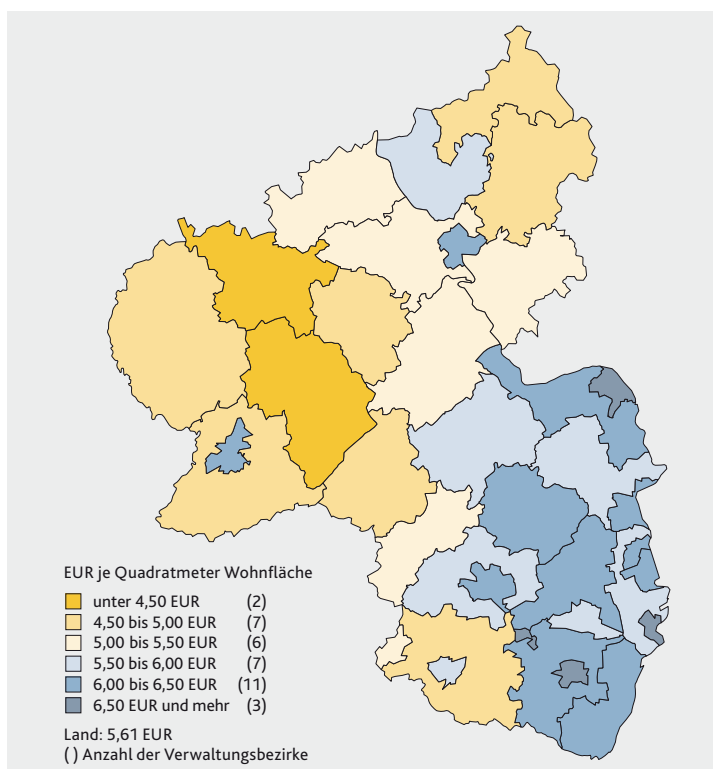 EUR je Quadratmeter Wohnfläche
unter 4,50 EUR (2)
4,50 bis 5,00 EUR (7)
5,00 bis 5,50 EUR (6)
5,50 bis 6,00 EUR (7)
6,00 bis 6,50 EUR (11)
6,50 EUR und mehr (3)
Land: 5,61 EUR
( ) Anzahl der Verwaltungsbezirke